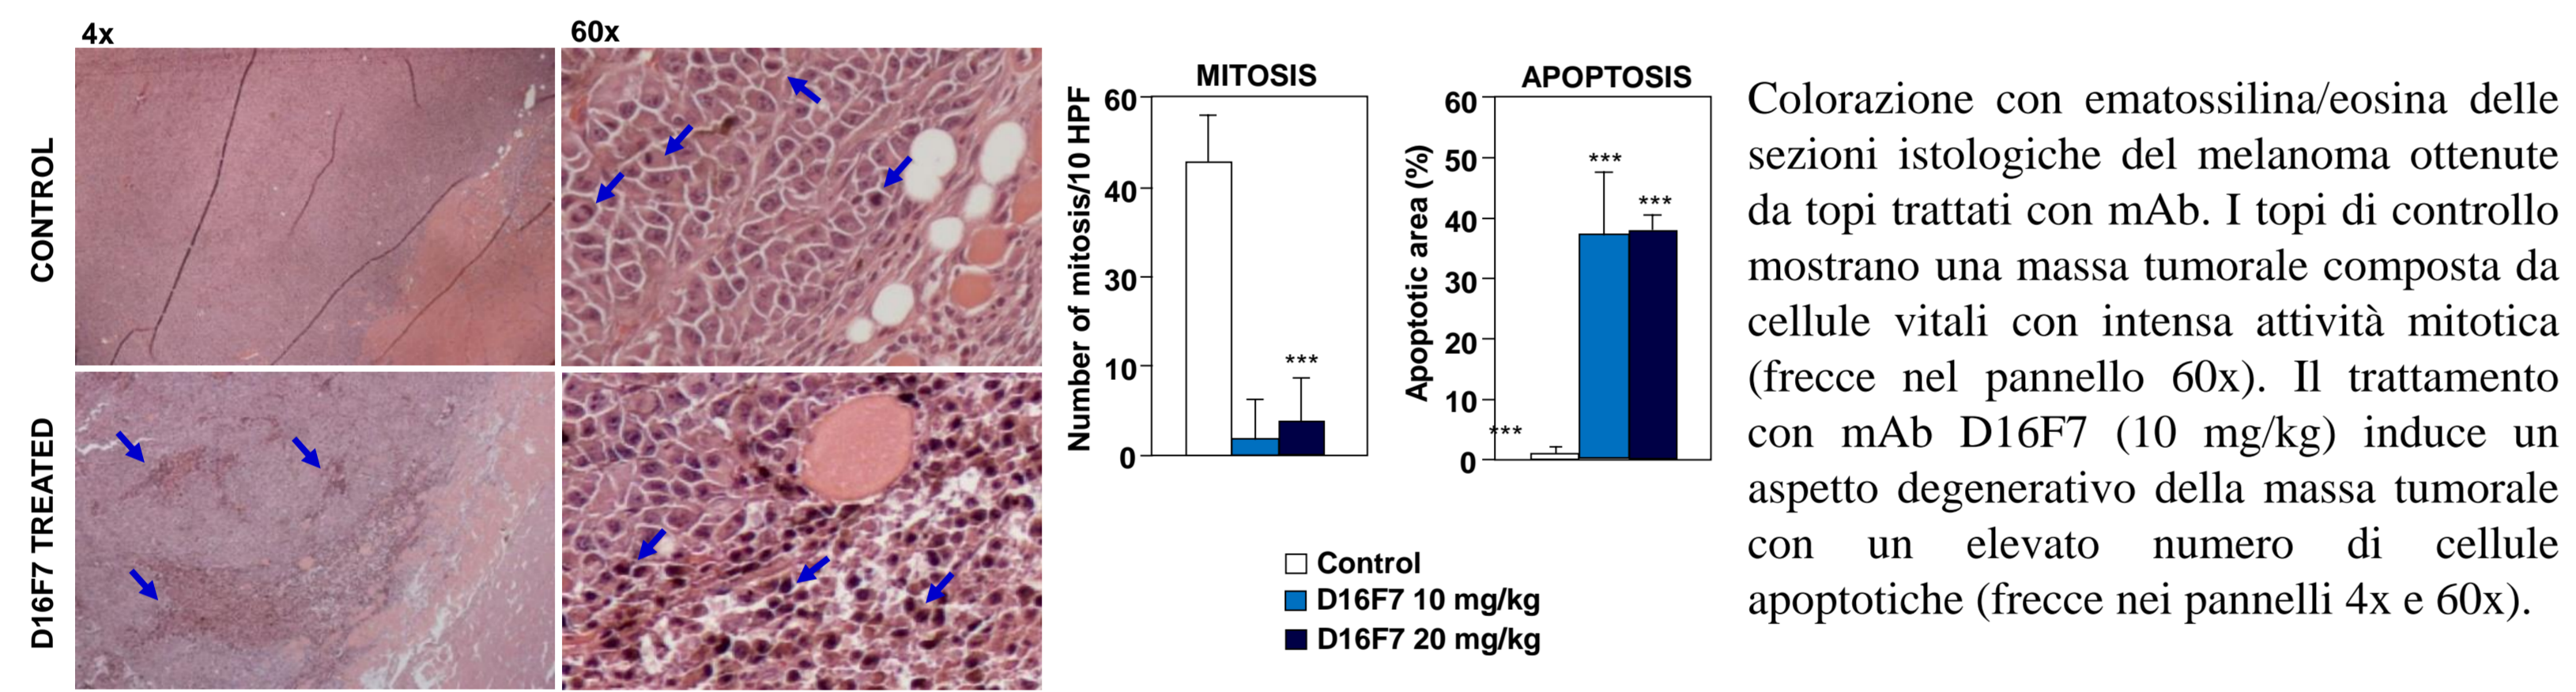 4x
60x
CONTROL
D16F7 TREATED
MITOSIS
Number of mitosis/10 HPF
60
40
30
10
0
***
APOPTOSIS
Apoptotic area (%)
60
50
40
30
20
10
0
***
***
***
Control
D16F7 10 mg/kg
D16F7 20 mg/kg
Colorazione con ematossilina/eosina delle
sezioni istologiche del melanoma ottenute
da topi trattati con mAb. I topi di controllo
mostrano una massa tumorale composta da
cellule vitali con intensa attività mitotica
(frecce nel pannello 60x). Il trattamento
con mAb D16F7 (10 mg/kg) induce un
aspetto degenerativo della massa tumorale
con un elevato numero di cellule
apoptotiche (frecce nei pannelli 4x e 60x).